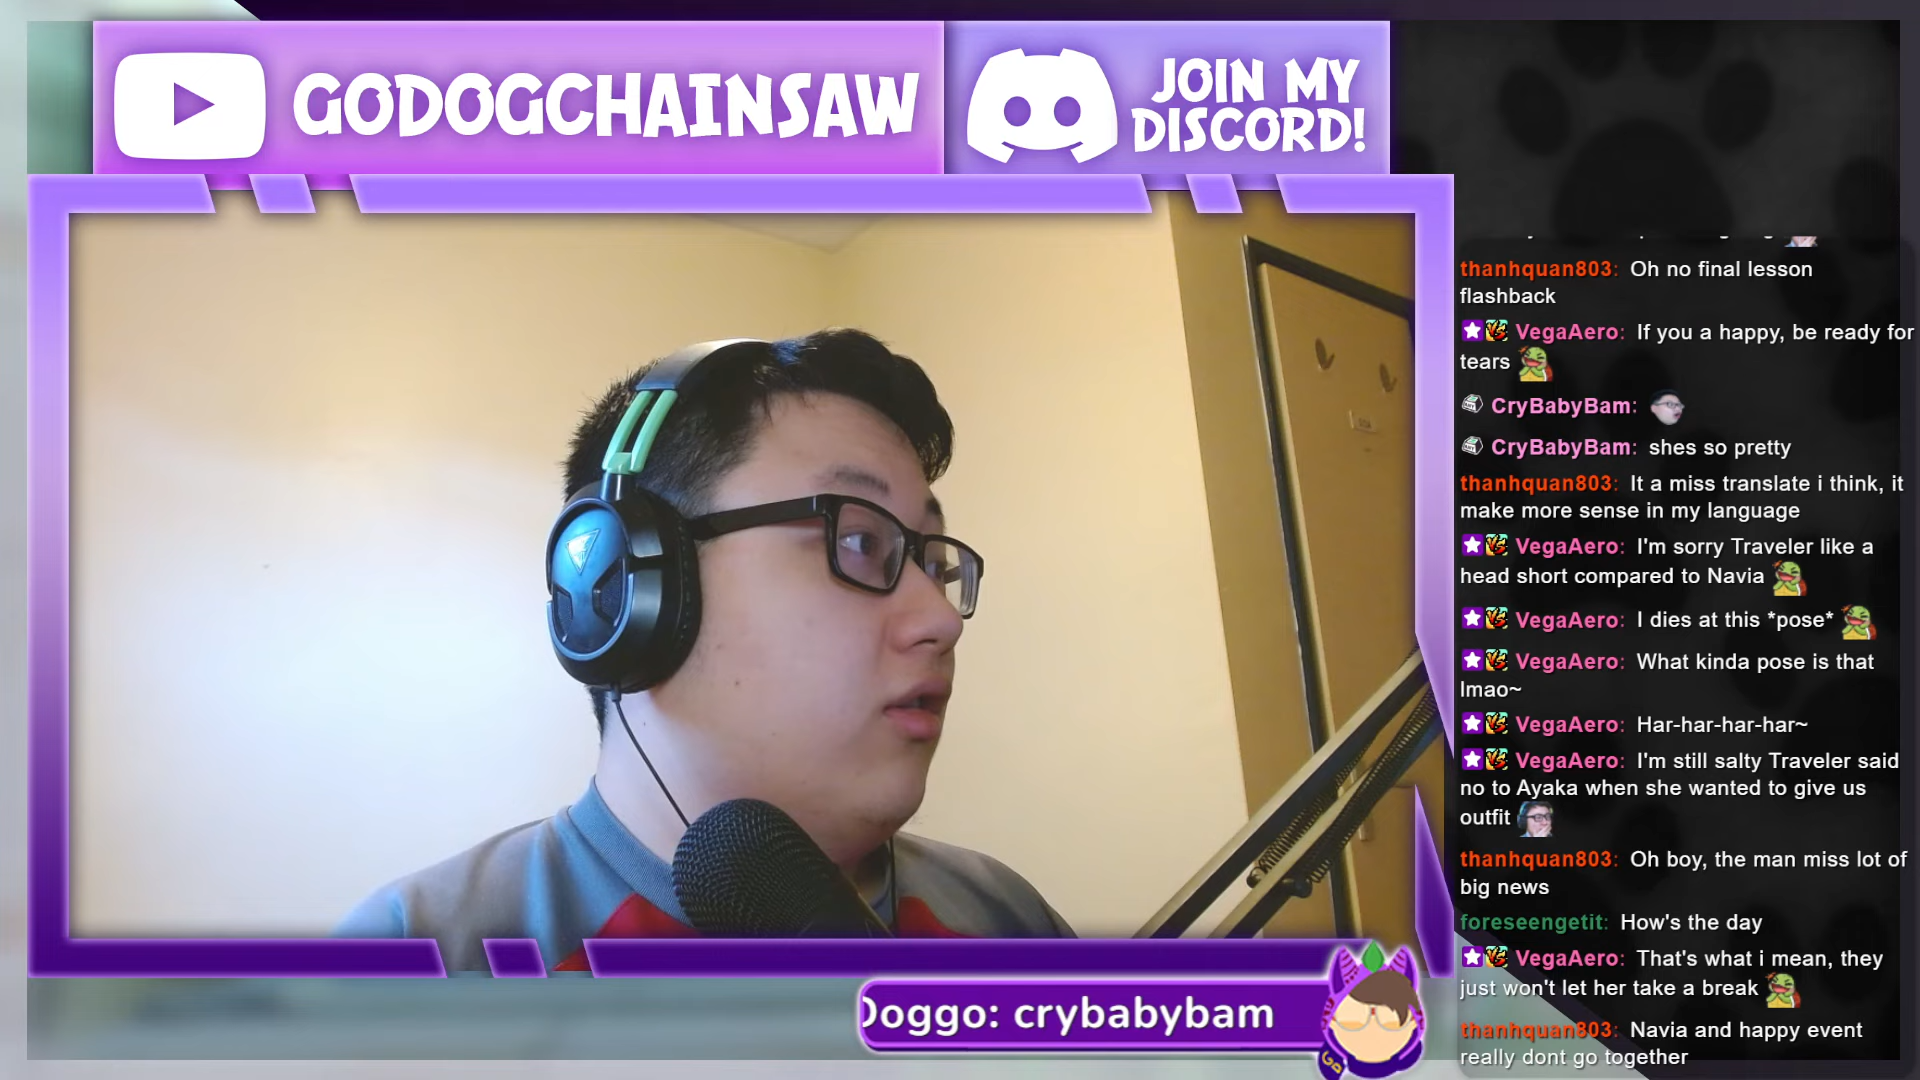 GODOGCHAINSAW
JOIN MY
DISCORD!
thanhquan803: Oh no final lesson
flashback
VegaAero: If you a happy, be ready for
tears
CryBabyBam:
CryBabyBam: shes so pretty
thanhquan803: It a miss translate i think, it
make more sense in my language
VegaAero: I'm sorry Traveler like a
head short compared to Navia
VegaAero: I dies at this *pose*
VegaAero: What kinda pose is that
lmao~
VegaAero: Har-har-har-har~
VegaAero: I'm still salty Traveler said
no to Ayaka when she wanted to give us
outfit
thanhquan803: Oh boy, the man miss lot of
big news
foreseengetit: How's the day
VegaAero: That's what i mean, they
just won't let her take a break
thanhquan803: Navia and happy event
really dont go together
Doggo: crybabybam
GD